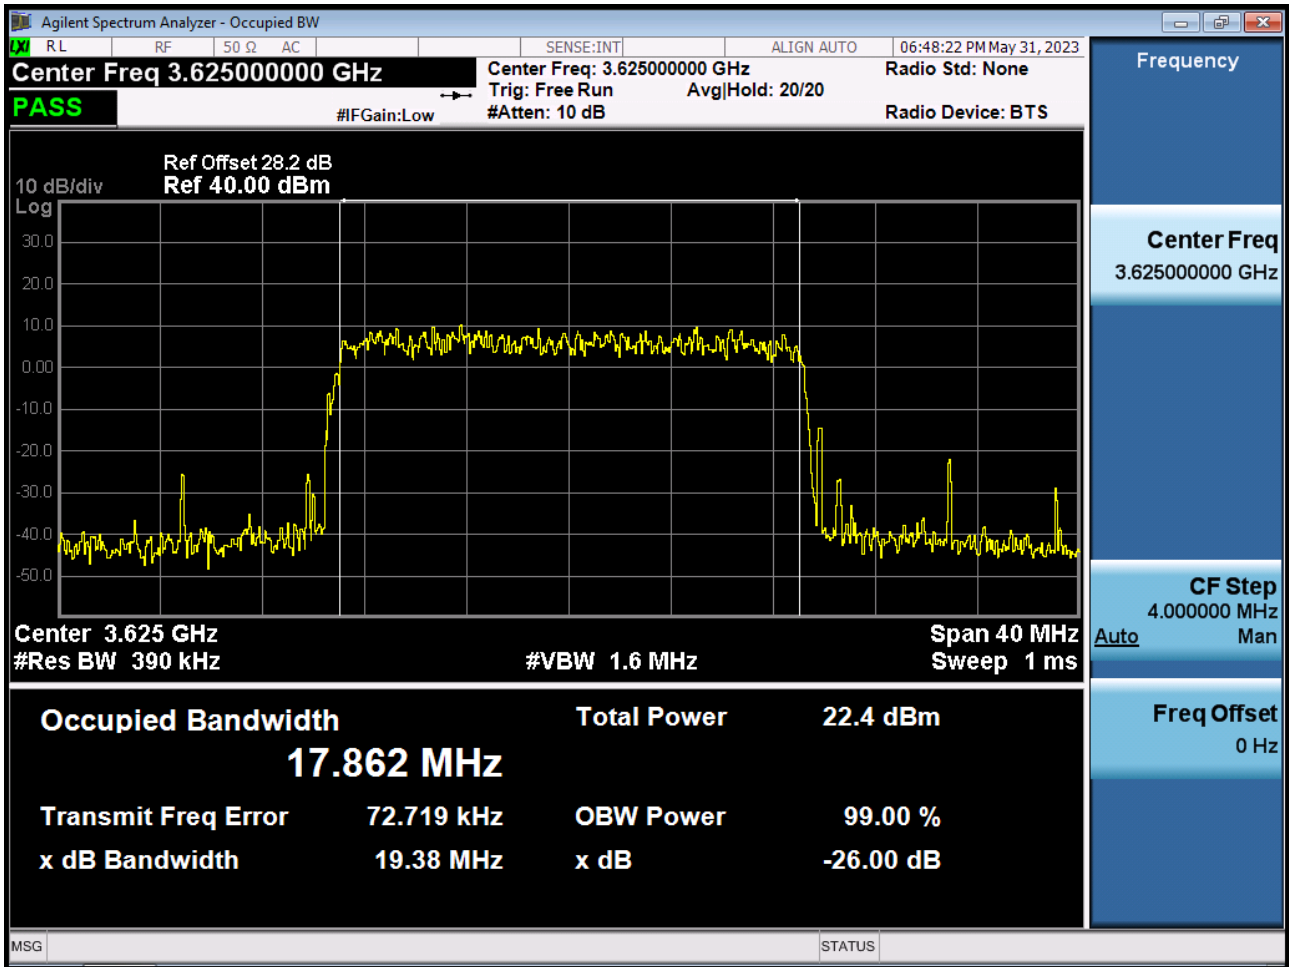 Agilent Spectrum Analyzer - Occupied BW
LXI RL RF 50 Ω AC SENSE:INT ALIGN AUTO 06:48:22 PM May 31, 2023
Center Freq 3.625000000 GHz
Center Freq: 3.625000000 GHz
Radio Std: None
Trig: Free Run Avg|Hold: 20/20
PASS
#IFGain:Low
#Atten: 10 dB
Radio Device: BTS
Ref Offset 28.2 dB
10 dB/div
Ref 40.00 dBm
Log
30.0
20.0
10.0
0.00
-10.0
-20.0
-30.0
-40.0
-50.0
Center 3.625 GHz
Span 40 MHz
#Res BW 390 kHz
#VBW 1.6 MHz
Sweep 1 ms
Occupied Bandwidth
Total Power 22.4 dBm
17.862 MHz
Transmit Freq Error 72.719 kHz
OBW Power 99.00 %
x dB Bandwidth 19.38 MHz
x dB -26.00 dB
Frequency
Center Freq
3.625000000 GHz
CF Step
4.000000 MHz
Auto Man
Freq Offset
0 Hz
MSG
STATUS